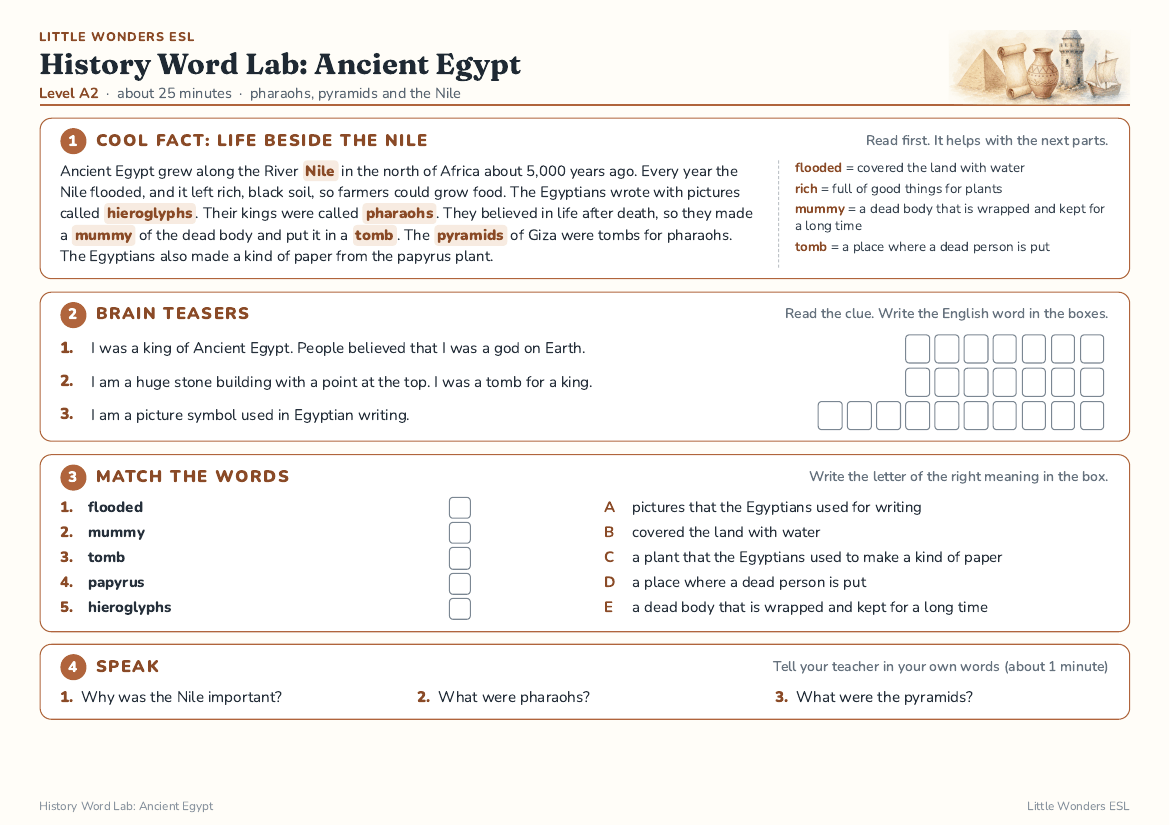 LITTLE WONDERS ESL
History Word Lab: Ancient Egypt
Level A2 · about 25 minutes · pharaohs, pyramids and the Nile
1 COOL FACT: LIFE BESIDE THE NILE
Read first. It helps with the next parts.
Ancient Egypt grew along the River Nile in the north of Africa about 5,000 years ago. Every year the
Nile flooded, and it left rich, black soil, so farmers could grow food. The Egyptians wrote with pictures
called hieroglyphs. Their kings were called pharaohs. They believed in life after death, so they made
a mummy of the dead body and put it in a tomb. The pyramids of Giza were tombs for pharaohs.
The Egyptians also made a kind of paper from the papyrus plant.
flooded = covered the land with water
rich = full of good things for plants
mummy = a dead body that is wrapped and kept for
a long time
tomb = a place where a dead person is put
2 BRAIN TEASERS
Read the clue. Write the English word in the boxes.
1. I was a king of Ancient Egypt. People believed that I was a god on Earth.
2. I am a huge stone building with a point at the top. I was a tomb for a king.
3. I am a picture symbol used in Egyptian writing.
3 MATCH THE WORDS
Write the letter of the right meaning in the box.
1. flooded
2. mummy
3. tomb
4. papyrus
5. hieroglyphs
A pictures that the Egyptians used for writing
B covered the land with water
C a plant that the Egyptians used to make a kind of paper
D a place where a dead person is put
E a dead body that is wrapped and kept for a long time
4 SPEAK
Tell your teacher in your own words (about 1 minute)
1. Why was the Nile important?
2. What were pharaohs?
3. What were the pyramids?
History Word Lab: Ancient Egypt
Little Wonders ESL